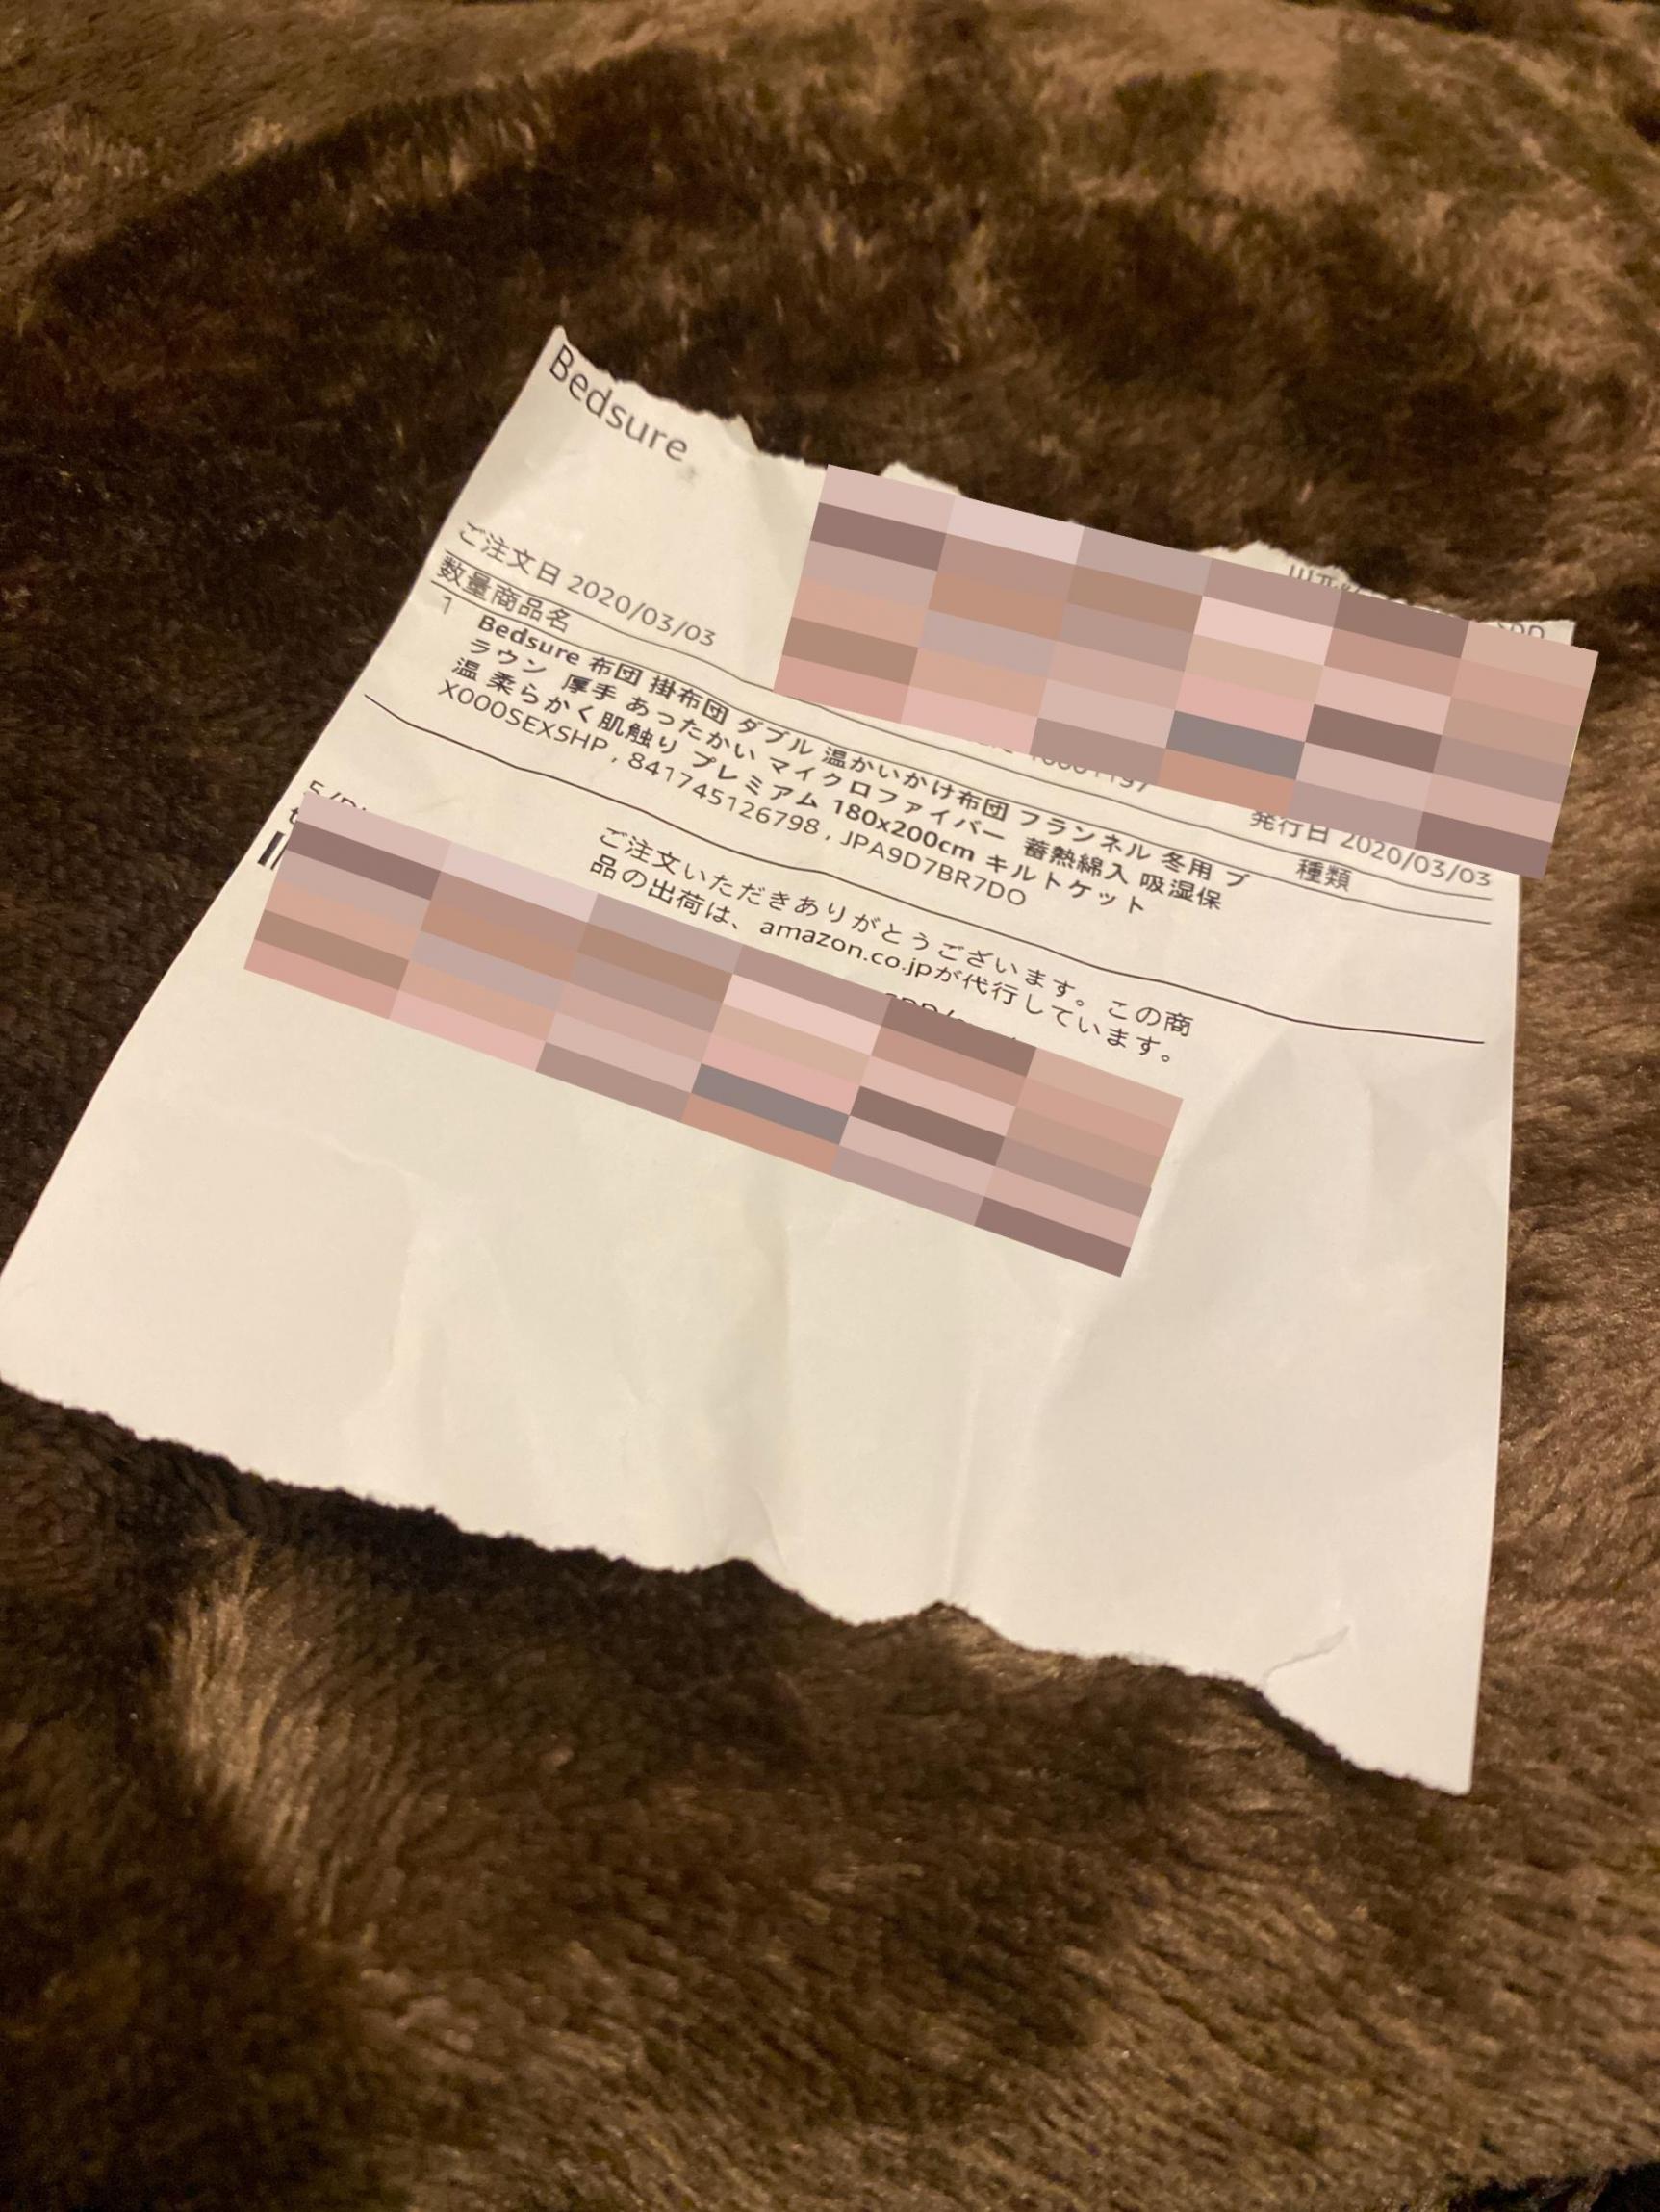 Bedsure
ご注文日 2020/03/03
発行日 2020/03/03
数量商品名 種類
1 Bedsure 布団 掛布団 ダブル 温かいかけ布団 フランネル 冬用 ブ
ラウン 厚手 あったかい マイクロファイバー 蓄熱綿入 吸湿保
温 柔らかく肌触り プレミアム 180x200cm キルトケット
X000SEXSHP , 841745126798 , JPA9D7BR7DO
ご注文いただきありがとうございます。この商
品の出荷は、amazon.co.jpが代行しています。